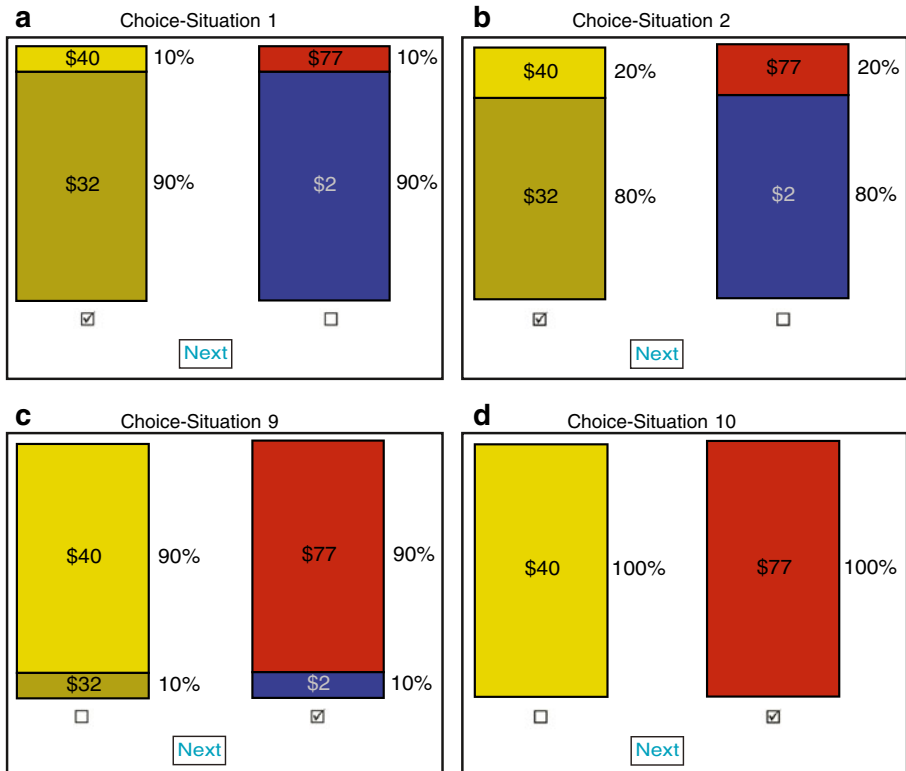 a Choice-Situation 1
$40 10% $77 10%
$32 90% $2 90%
Next
b Choice-Situation 2
$40 20% $77 20%
$32 80% $2 80%
Next
c Choice-Situation 9
$40 90% $77 90%
$32 10% $2 10%
Next
d Choice-Situation 10
$40 100% $77 100%
Next